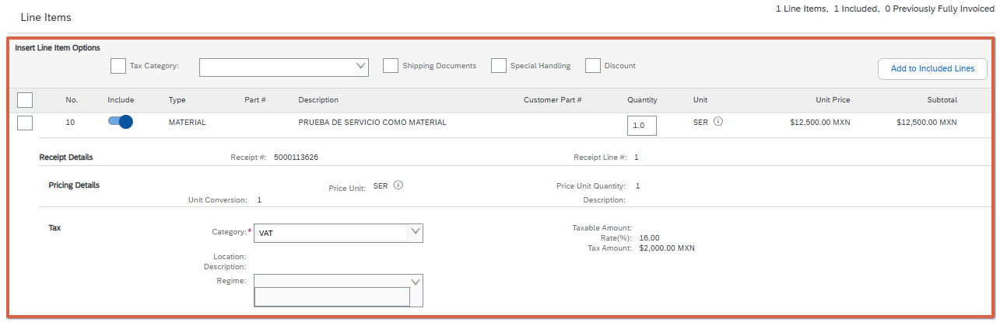 1 Line Items, 1 Included, 0 Previously Fully Invoiced
Line Items
Insert Line Item Options
Tax Category: Shipping Documents Special Handling Discount Add to Included Lines
No. Include Type Part # Description Customer Part # Quantity Unit Unit Price Subtotal
10 MATERIAL PRUEBA DE SERVICIO COMO MATERIAL 1.0 SER $12,500.00 MXN $12,500.00 MXN
Receipt Details Receipt #: 5000113626 Receipt Line #: 1
Pricing Details Price Unit: SER Price Unit Quantity: 1
Unit Conversion: 1 Description:
Tax Category: * VAT Taxable Amount:
Rate(%): 16.00
Tax Amount: $2,000.00 MXN
Location:
Description:
Regime: